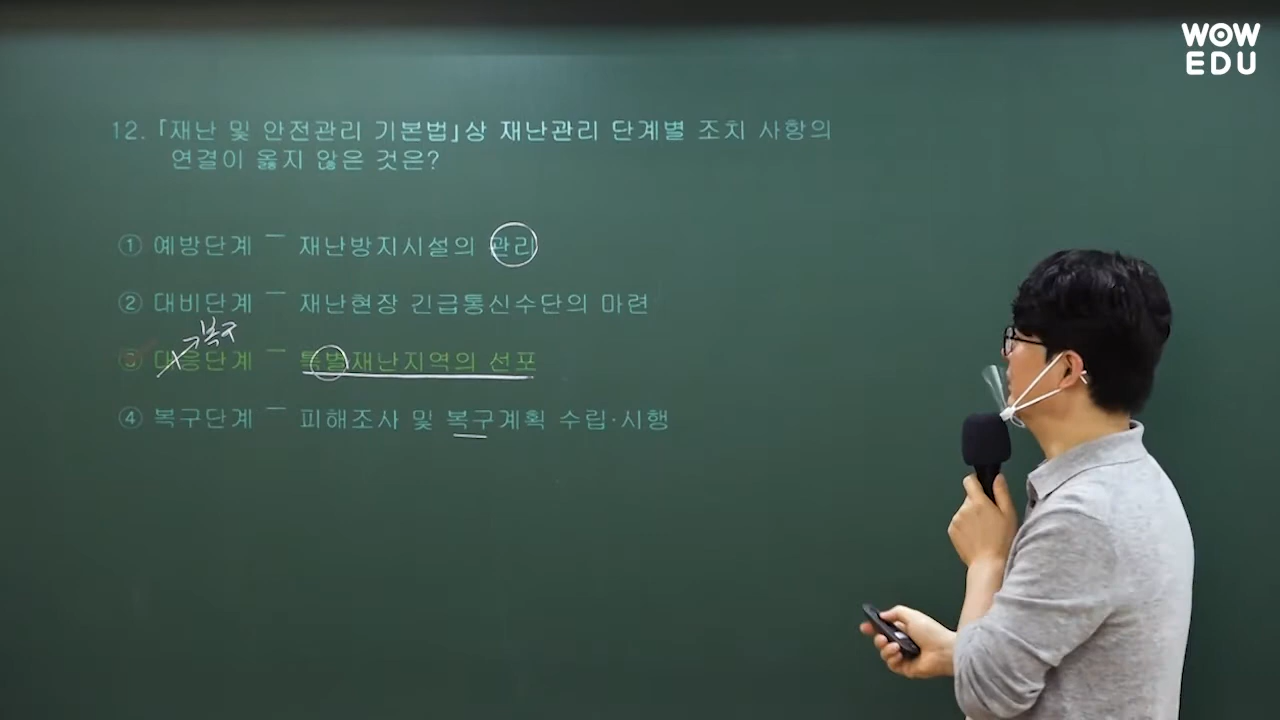 WOW
EDU
12. 「재난 및 안전관리 기본법」상 재난관리 단계별 조치 사항의
연결이 옳지 않은 것은?
① 예방단계 - 재난방지시설의 관리
② 대비단계 - 재난현장 긴급통신수단의 마련
복구
③ 대응단계 - 특별재난지역의 선포
④ 복구단계 - 피해조사 및 복구계획 수립·시행